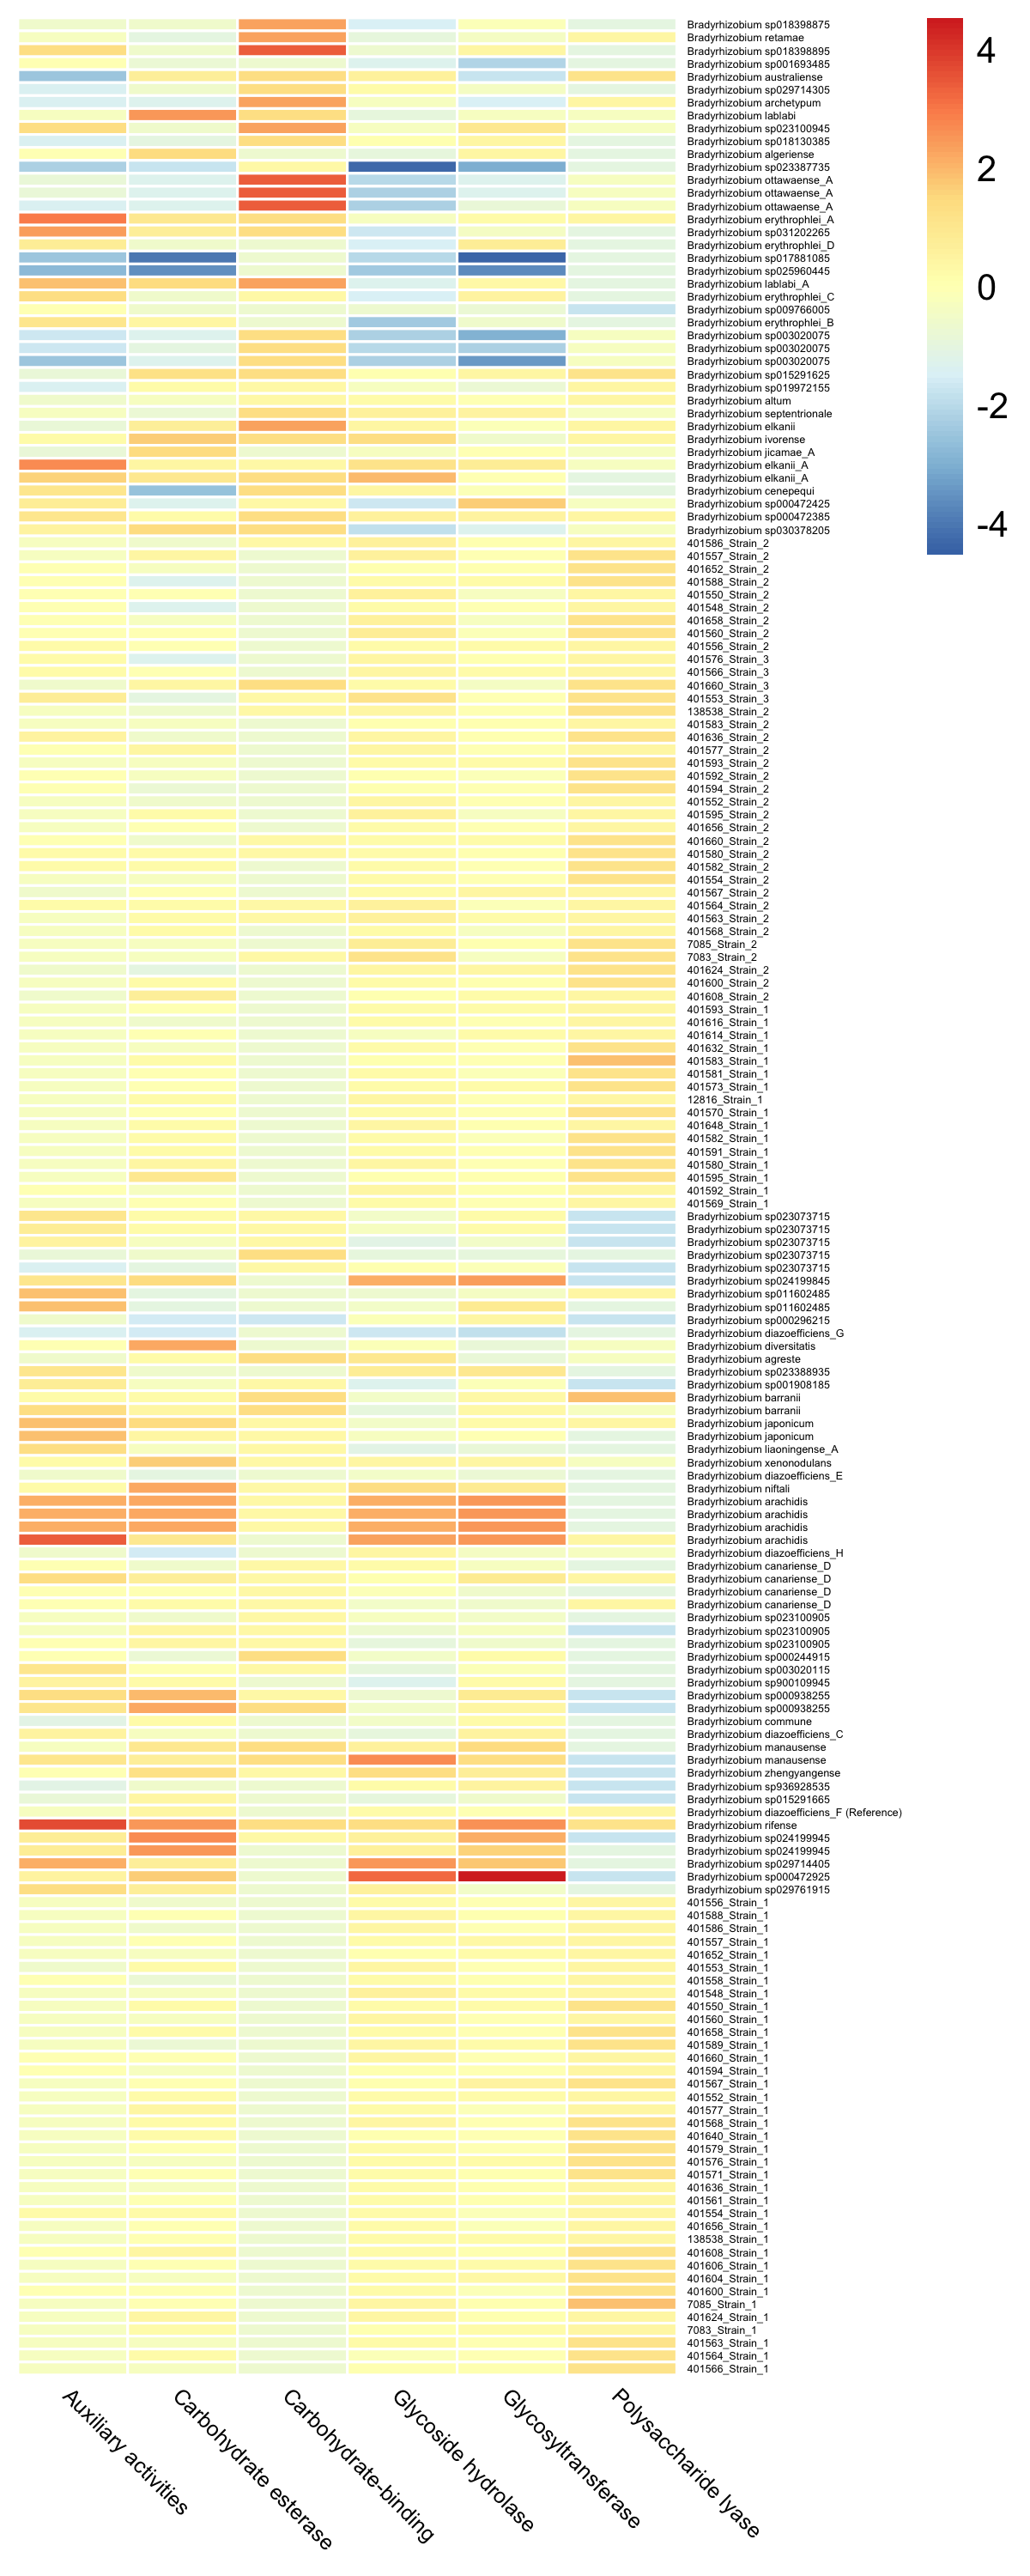 Bradyrhizobium sp018398875
Bradyrhizobium retamae
Bradyrhizobium sp018398895
Bradyrhizobium sp001693485
Bradyrhizobium australiense
Bradyrhizobium sp029714305
Bradyrhizobium archetypum
Bradyrhizobium lablabi
Bradyrhizobium sp023100945
Bradyrhizobium sp018130385
Bradyrhizobium algeriense
Bradyrhizobium sp023387735
Bradyrhizobium ottawaense_A
Bradyrhizobium ottawaense_A
Bradyrhizobium ottawaense_A
Bradyrhizobium erythrophlei_A
Bradyrhizobium sp031202265
Bradyrhizobium erythrophlei_D
Bradyrhizobium sp017881085
Bradyrhizobium sp025960445
Bradyrhizobium lablabi_A
Bradyrhizobium erythrophlei_C
Bradyrhizobium sp009766005
Bradyrhizobium erythrophlei_B
Bradyrhizobium sp003020075
Bradyrhizobium sp003020075
Bradyrhizobium sp003020075
Bradyrhizobium sp015291625
Bradyrhizobium sp019972155
Bradyrhizobium altum
Bradyrhizobium septentrionale
Bradyrhizobium elkanii
Bradyrhizobium ivorense
Bradyrhizobium jicamae_A
Bradyrhizobium elkanii_A
Bradyrhizobium elkanii_A
Bradyrhizobium cenepequi
Bradyrhizobium sp000472425
Bradyrhizobium sp000472385
Bradyrhizobium sp030378205
401586_Strain_2
401557_Strain_2
401652_Strain_2
401588_Strain_2
401550_Strain_2
401548_Strain_2
401658_Strain_2
401560_Strain_2
401556_Strain_2
401576_Strain_3
401566_Strain_3
401660_Strain_3
401553_Strain_3
138538_Strain_2
401583_Strain_2
401636_Strain_2
401577_Strain_2
401593_Strain_2
401592_Strain_2
401594_Strain_2
401552_Strain_2
401595_Strain_2
401656_Strain_2
401660_Strain_2
401580_Strain_2
401582_Strain_2
401554_Strain_2
401567_Strain_2
401564_Strain_2
401563_Strain_2
401568_Strain_2
7085_Strain_2
7083_Strain_2
401624_Strain_2
401600_Strain_2
401608_Strain_2
401593_Strain_1
401616_Strain_1
401614_Strain_1
401632_Strain_1
401583_Strain_1
401581_Strain_1
401573_Strain_1
12816_Strain_1
401570_Strain_1
401648_Strain_1
401582_Strain_1
401591_Strain_1
401580_Strain_1
401595_Strain_1
401592_Strain_1
401569_Strain_1
Bradyrhizobium sp023073715
Bradyrhizobium sp023073715
Bradyrhizobium sp023073715
Bradyrhizobium sp023073715
Bradyrhizobium sp023073715
Bradyrhizobium sp024199845
Bradyrhizobium sp011602485
Bradyrhizobium sp011602485
Bradyrhizobium sp000296215
Bradyrhizobium diazoefficiens_G
Bradyrhizobium diversitatis
Bradyrhizobium agreste
Bradyrhizobium sp023388935
Bradyrhizobium sp001908185
Bradyrhizobium barranii
Bradyrhizobium barranii
Bradyrhizobium japonicum
Bradyrhizobium japonicum
Bradyrhizobium liaoningense_A
Bradyrhizobium xenonodulans
Bradyrhizobium diazoefficiens_E
Bradyrhizobium niftali
Bradyrhizobium arachidis
Bradyrhizobium arachidis
Bradyrhizobium arachidis
Bradyrhizobium arachidis
Bradyrhizobium diazoefficiens_H
Bradyrhizobium canariense_D
Bradyrhizobium canariense_D
Bradyrhizobium canariense_D
Bradyrhizobium canariense_D
Bradyrhizobium sp023100905
Bradyrhizobium sp023100905
Bradyrhizobium sp023100905
Bradyrhizobium sp000244915
Bradyrhizobium sp003020115
Bradyrhizobium sp900109945
Bradyrhizobium sp000938255
Bradyrhizobium sp000938255
Bradyrhizobium commune
Bradyrhizobium diazoefficiens_C
Bradyrhizobium manausense
Bradyrhizobium manausense
Bradyrhizobium zhengyangense
Bradyrhizobium sp936928535
Bradyrhizobium sp015291665
Bradyrhizobium diazoefficiens_F (Reference)
Bradyrhizobium rifense
Bradyrhizobium sp024199945
Bradyrhizobium sp024199945
Bradyrhizobium sp029714405
Bradyrhizobium sp000472925
Bradyrhizobium sp029761915
401556_Strain_1
401588_Strain_1
401586_Strain_1
401557_Strain_1
401652_Strain_1
401553_Strain_1
401558_Strain_1
401548_Strain_1
401550_Strain_1
401560_Strain_1
401658_Strain_1
401589_Strain_1
401660_Strain_1
401594_Strain_1
401567_Strain_1
401552_Strain_1
401577_Strain_1
401568_Strain_1
401640_Strain_1
401579_Strain_1
401576_Strain_1
401571_Strain_1
401636_Strain_1
401561_Strain_1
401554_Strain_1
401656_Strain_1
138538_Strain_1
401608_Strain_1
401606_Strain_1
401604_Strain_1
401600_Strain_1
7085_Strain_1
401624_Strain_1
7083_Strain_1
401563_Strain_1
401564_Strain_1
401566_Strain_1
4
2
0
-2
-4
Auxiliary activities
Carbohydrate esterase
Carbohydrate-binding
Glycoside hydrolase
Glycosyltransferase
Polysaccharide lyase